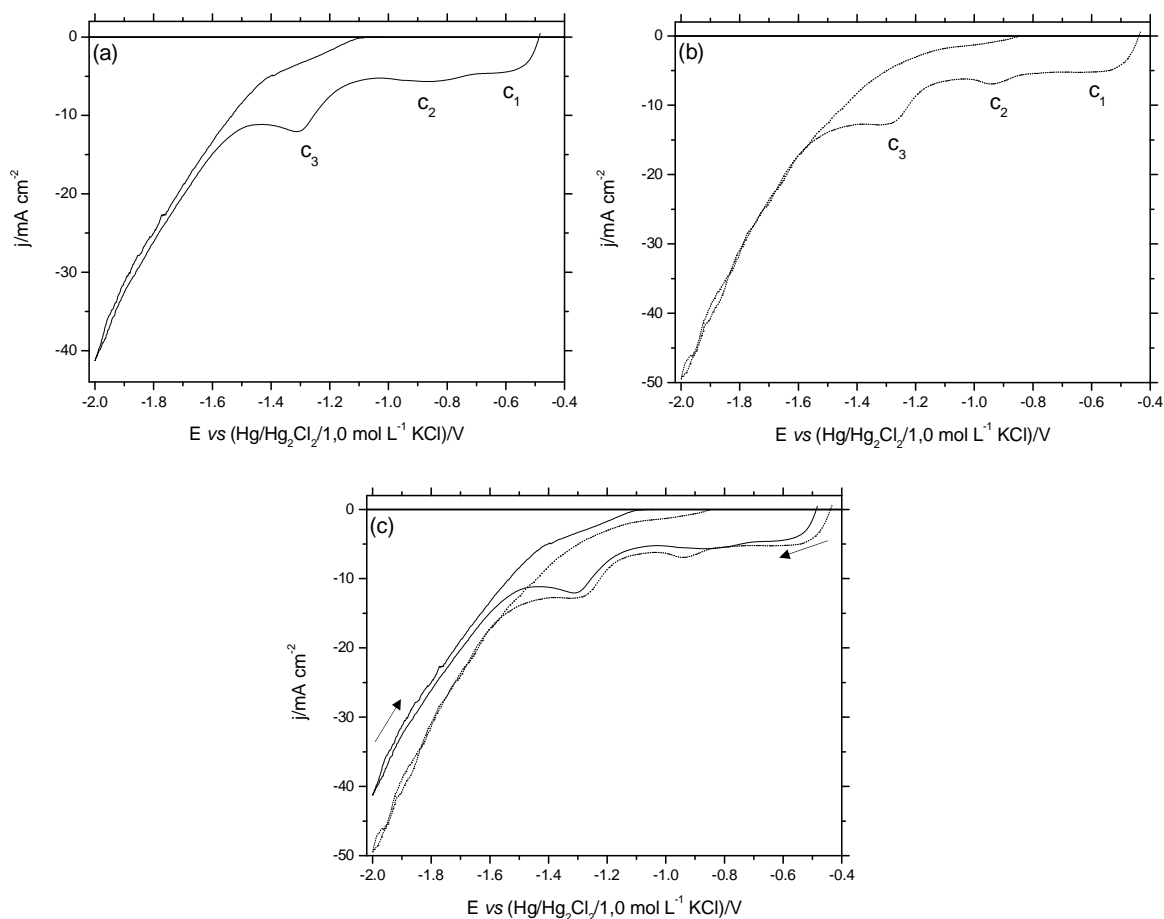 (a)
0
-10
-20
-30
-40
j/mA cm⁻²
c₁
c₂
c₃
-2.0 -1.8 -1.6 -1.4 -1.2 -1.0 -0.8 -0.6 -0.4
E vs (Hg/Hg₂Cl₂/1,0 mol L⁻¹ KCl)/V
(b)
0
-10
-20
-30
-40
-50
j/mA cm⁻²
c₁
c₂
c₃
-2.0 -1.8 -1.6 -1.4 -1.2 -1.0 -0.8 -0.6 -0.4
E vs (Hg/Hg₂Cl₂/1,0 mol L⁻¹ KCl)/V
(c)
0
-10
-20
-30
-40
-50
j/mA cm⁻²
-2.0 -1.8 -1.6 -1.4 -1.2 -1.0 -0.8 -0.6 -0.4
E vs (Hg/Hg₂Cl₂/1,0 mol L⁻¹ KCl)/V